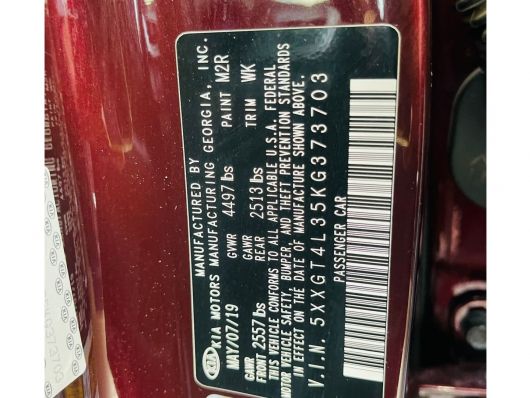 MANUFACTURED BY
KIA KIA MOTORS MANUFACTURING GEORGIA, INC.
MAY/07/19 GVWR 4497 lbs PAINT M2R
GAWR FRONT 2557 lbs GAWR REAR 2513 lbs TRIM WK
THIS VEHICLE CONFORMS TO ALL APPLICABLE U.S.A. FEDERAL
MOTOR VEHICLE SAFETY, BUMPER, AND THEFT PREVENTION STANDARDS
IN EFFECT ON THE DATE OF MANUFACTURE SHOWN ABOVE.
V.I.N. 5XXGT4L35KG373703
PASSENGER CAR